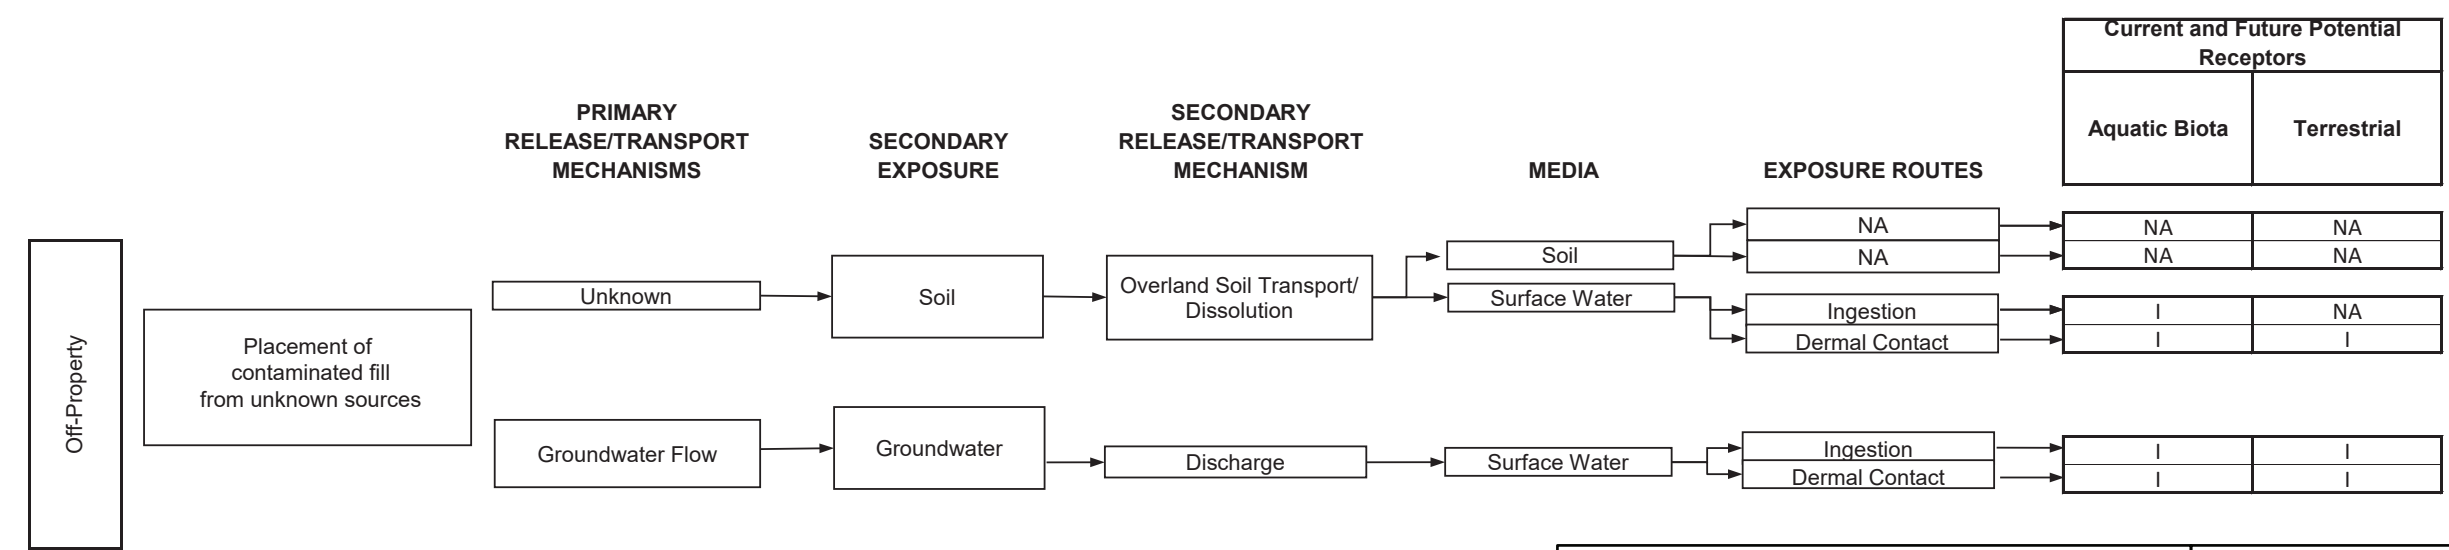 Current and Future Potential
Receptors
PRIMARY
RELEASE/TRANSPORT
MECHANISMS
SECONDARY
EXPOSURE
SECONDARY
RELEASE/TRANSPORT
MECHANISM
MEDIA
EXPOSURE ROUTES
Aquatic Biota
Terrestrial
Off-Property
Placement of
contaminated fill
from unknown sources
Unknown
Soil
Overland Soil Transport/
Dissolution
Soil
NA
NA NA
NA
NA NA
Surface Water
Ingestion
I NA
Dermal Contact
I I
Groundwater Flow
Groundwater
Discharge
Surface Water
Ingestion
I I
Dermal Contact
I I